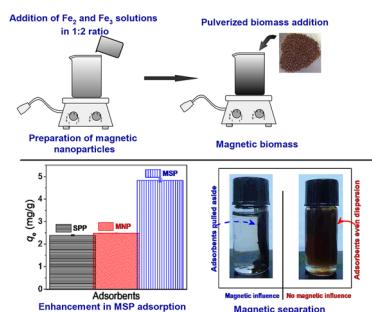 Addition of Fe2 and Fe3 solutions
in 1:2 ratio
Pulverized biomass addition
Preparation of magnetic
nanoparticles
Magnetic biomass
qe (mg/g)
5
4
3
2
1
0
SPP
MNP
MSP
Adsorbents
Enhancement in MSP adsorption
Adsorbents pulled aside
Adsorbents even dispersion
Magnetic influence
No magnetic influence
Magnetic separation